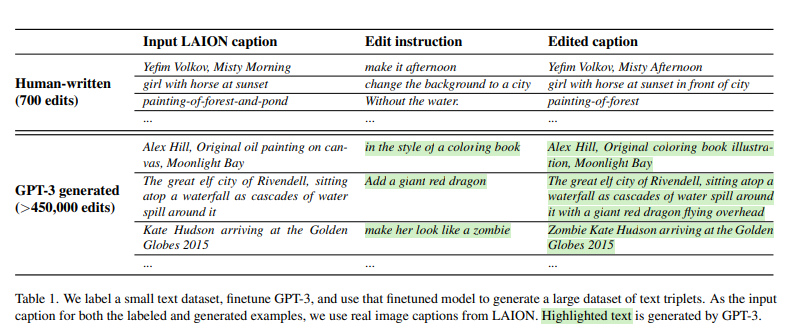 Input LAION caption Edit instruction Edited caption
Human-written
(700 edits)
Yefim Volkov, Misty Morning make it afternoon Yefim Volkov, Misty Afternoon
girl with horse at sunset change the background to a city girl with horse at sunset in front of city
painting-of-forest-and-pond Without the water. painting-of-forest
... ... ...
GPT-3 generated
(>450,000 edits)
Alex Hill, Original oil painting on can- in the style of a coloring book Alex Hill, Original coloring book illustra-
vas, Moonlight Bay tion, Moonlight Bay
The great elf city of Rivendell, sitting Add a giant red dragon The great elf city of Rivendell, sitting atop a
atop a waterfall as cascades of water waterfall as cascades of water spill around
spill around it it with a giant red dragon flying overhead
Kate Hudson arriving at the Golden make her look like a zombie Zombie Kate Hudson arriving at the Golden
Globes 2015 Globes 2015
... ... ...
Table 1. We label a small text dataset, finetune GPT-3, and use that finetuned model to generate a large dataset of text triplets. As the input
caption for both the labeled and generated examples, we use real image captions from LAION. Highlighted text is generated by GPT-3.